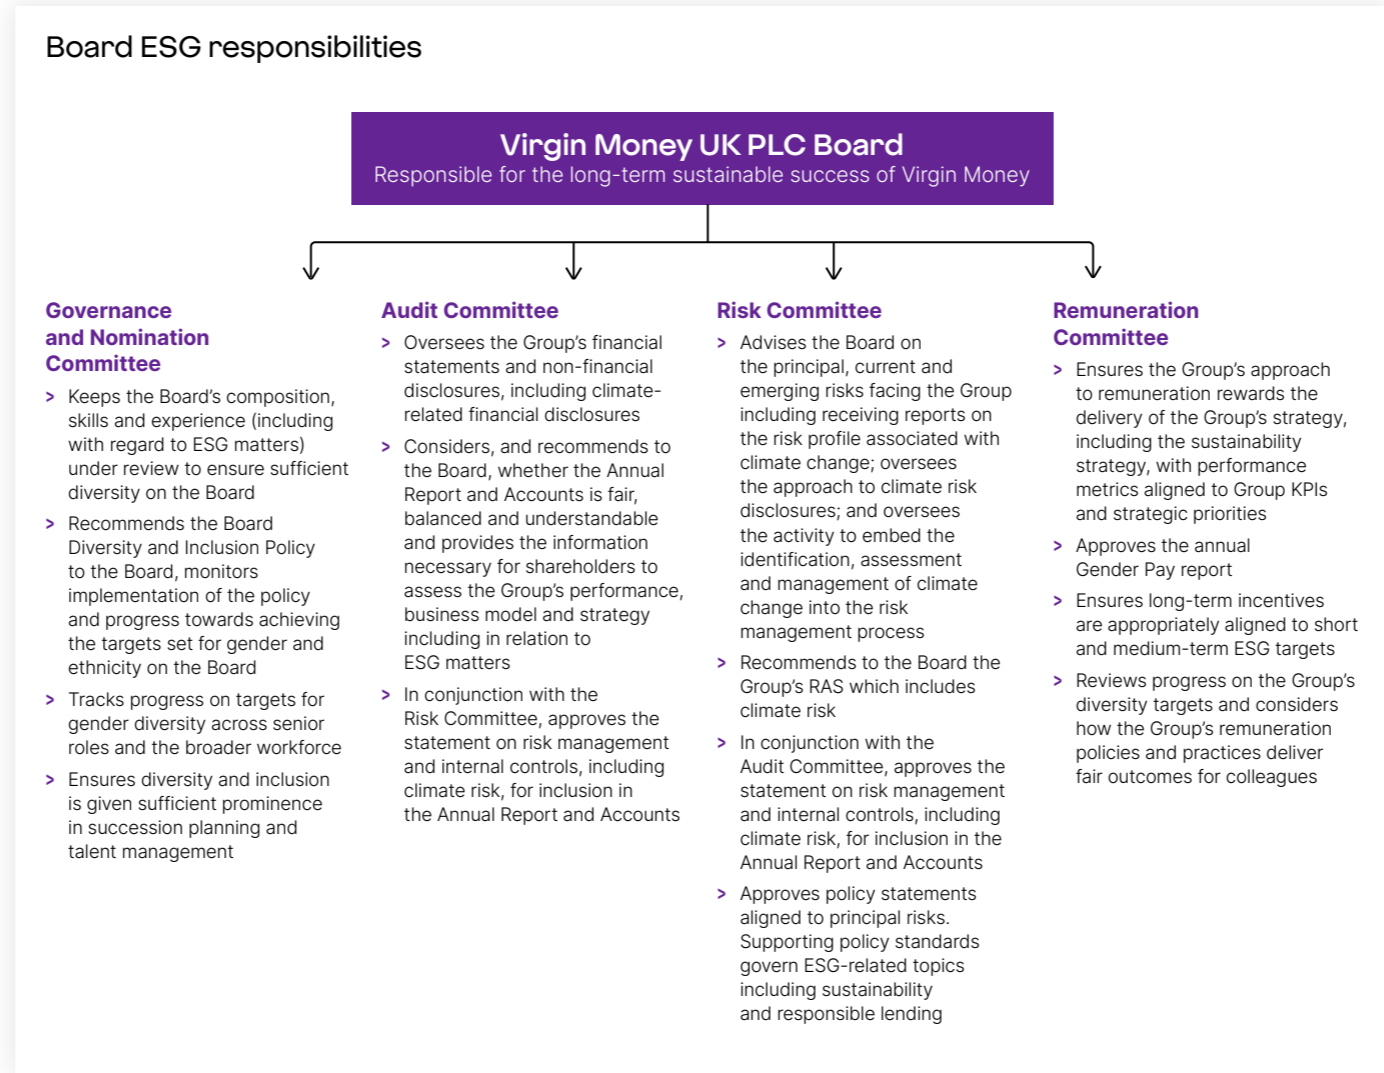 Board ESG responsibilities
Virgin Money UK PLC Board
Responsible for the long-term sustainable success of Virgin Money
Governance
and Nomination
Committee
> Keeps the Board’s composition,
skills and experience (including
with regard to ESG matters)
under review to ensure sufficient
diversity on the Board
> Recommends the Board
Diversity and Inclusion Policy
to the Board, monitors
implementation of the policy
and progress towards achieving
the targets set for gender and
ethnicity on the Board
> Tracks progress on targets for
gender diversity across senior
roles and the broader workforce
> Ensures diversity and inclusion
is given sufficient prominence
in succession planning and
talent management
Audit Committee
> Oversees the Group’s financial
statements and non-financial
disclosures, including climate-
related financial disclosures
> Considers, and recommends to
the Board, whether the Annual
Report and Accounts is fair,
balanced and understandable
and provides the information
necessary for shareholders to
assess the Group’s performance,
business model and strategy
including in relation to
ESG matters
> In conjunction with the
Risk Committee, approves the
statement on risk management
and internal controls, including
climate risk, for inclusion in
the Annual Report and Accounts
Risk Committee
> Advises the Board on
the principal, current and
emerging risks facing the Group
including receiving reports on
the risk profile associated with
climate change; oversees
the approach to climate risk
disclosures; and oversees
the activity to embed the
identification, assessment
and management of climate
change into the risk
management process
> Recommends to the Board the
Group’s RAS which includes
climate risk
> In conjunction with the
Audit Committee, approves the
statement on risk management
and internal controls, including
climate risk, for inclusion in the
Annual Report and Accounts
> Approves policy statements
aligned to principal risks.
Supporting policy standards
govern ESG-related topics
including sustainability
and responsible lending
Remuneration
Committee
> Ensures the Group’s approach
to remuneration rewards the
delivery of the Group’s strategy,
including the sustainability
strategy, with performance
metrics aligned to Group KPIs
and strategic priorities
> Approves the annual
Gender Pay report
> Ensures long-term incentives
are appropriately aligned to short
and medium-term ESG targets
> Reviews progress on the Group’s
diversity targets and considers
how the Group’s remuneration
policies and practices deliver
fair outcomes for colleagues